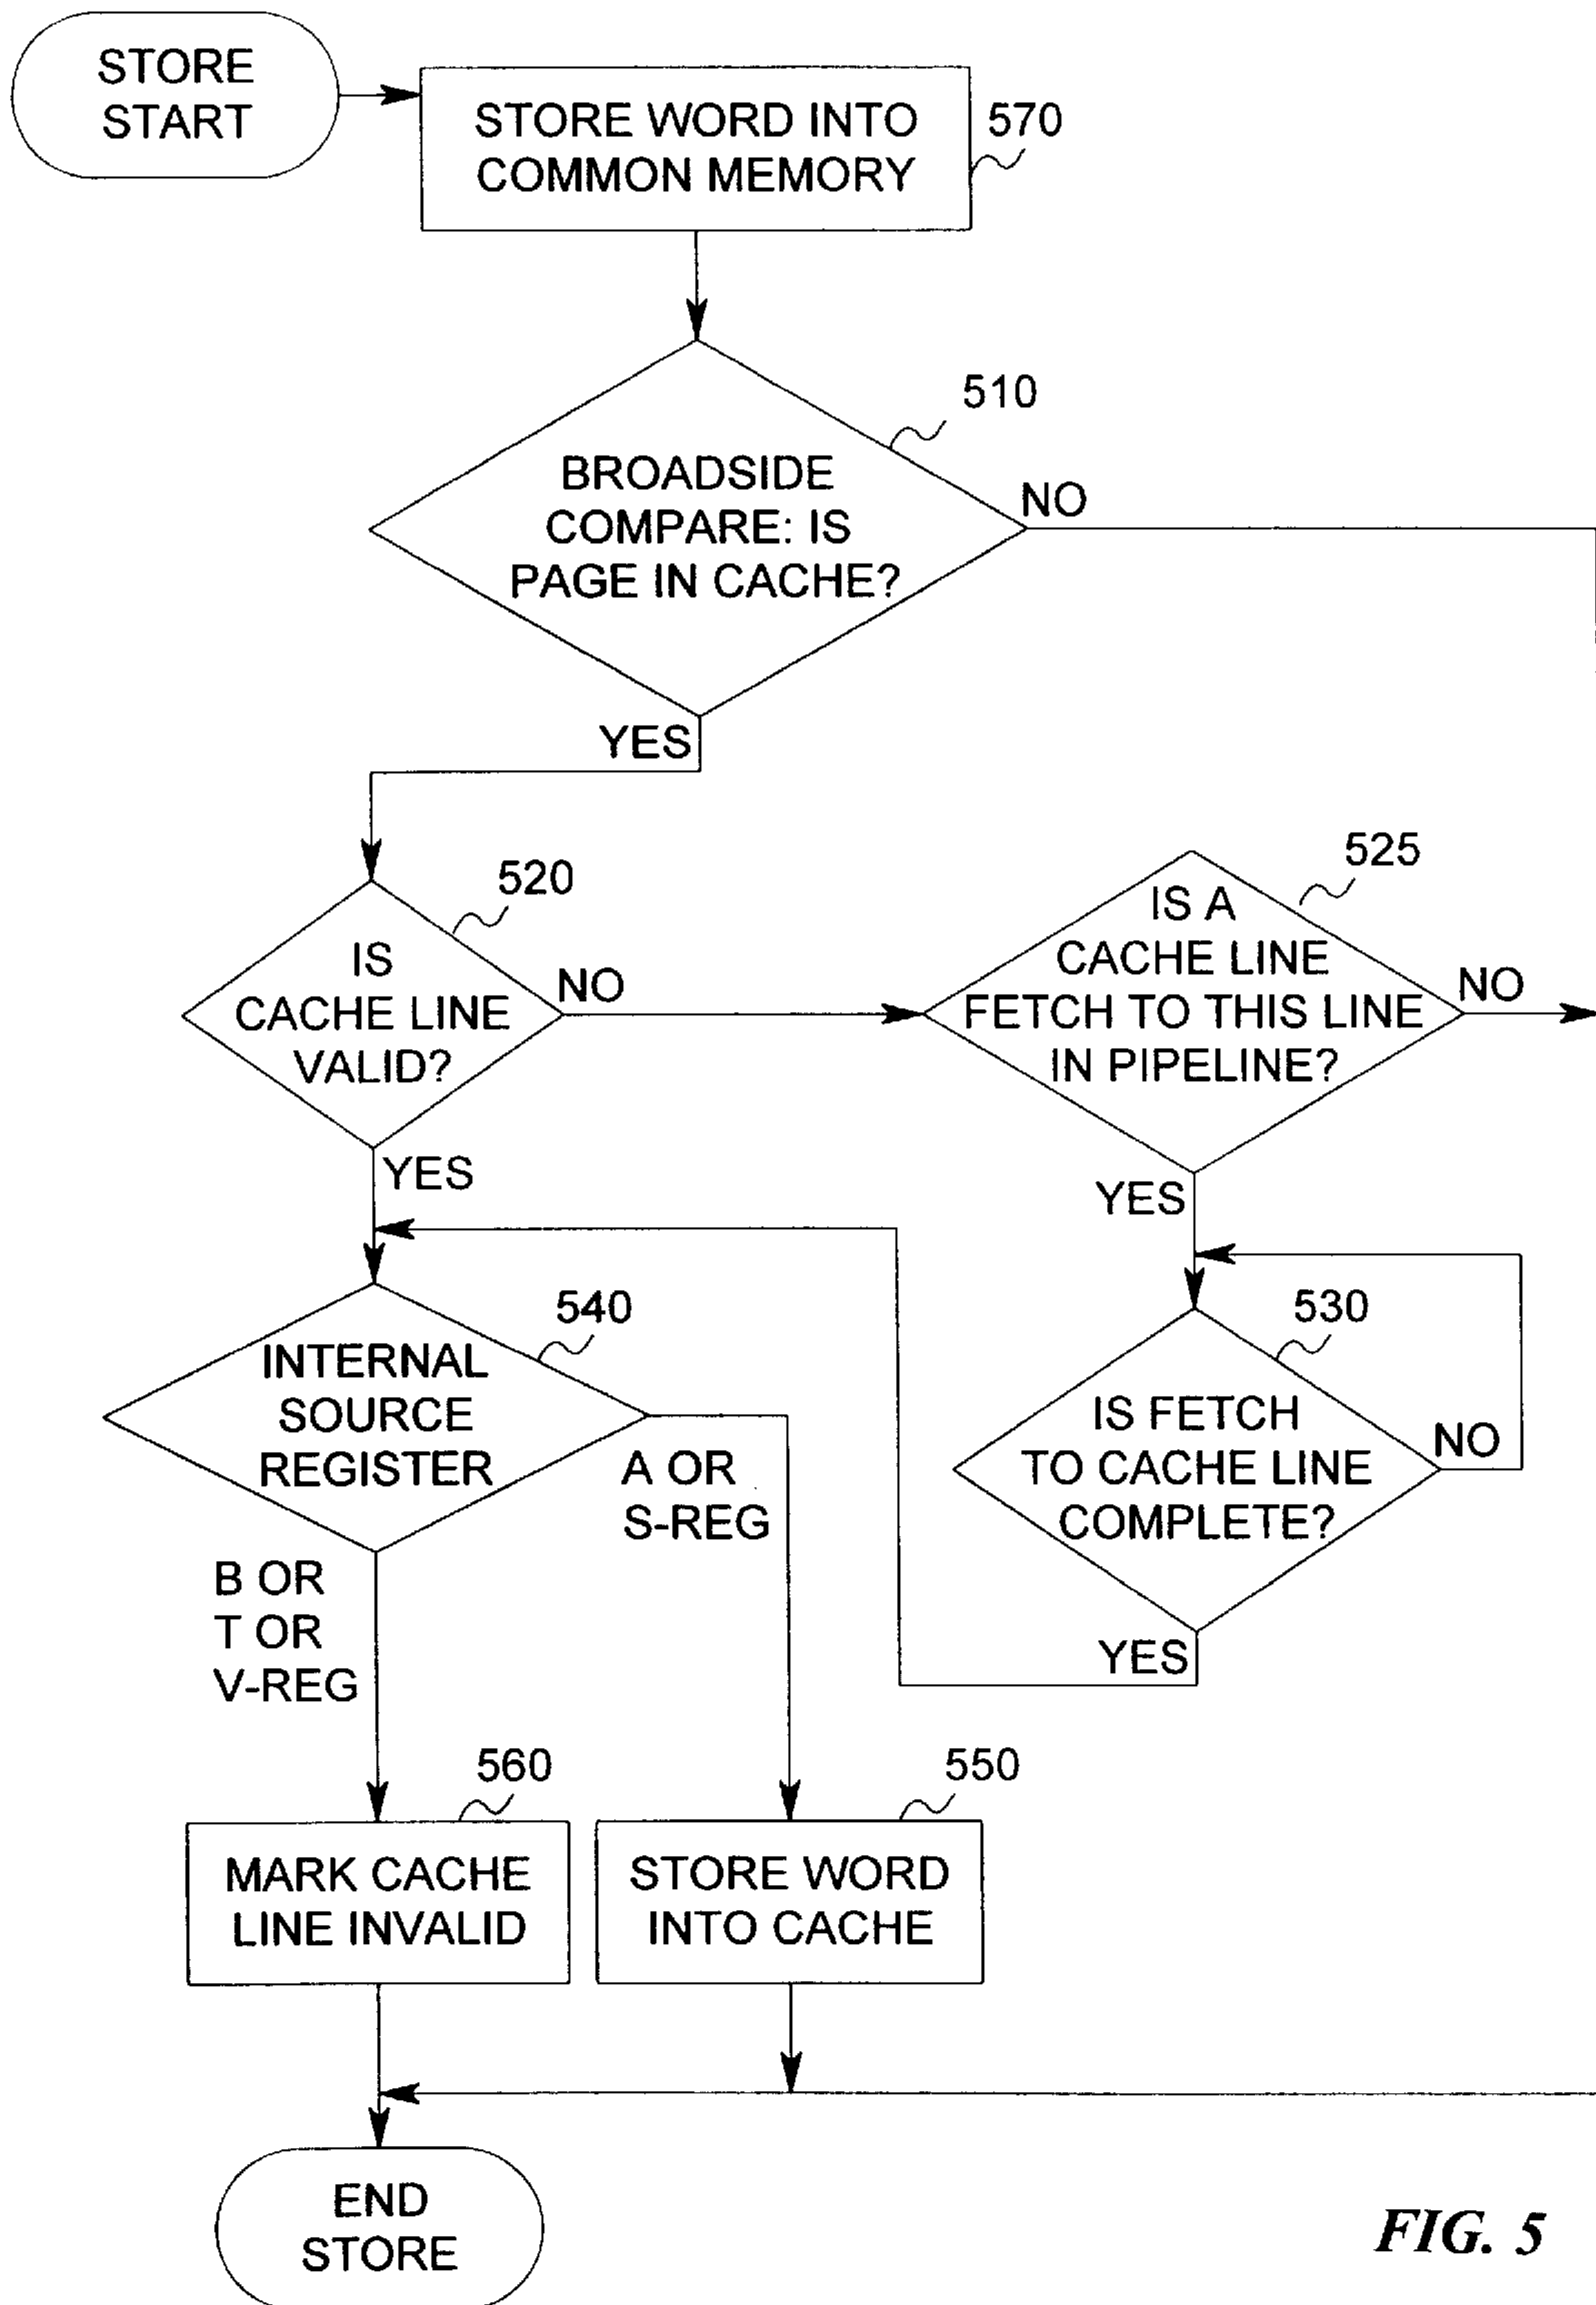 STORE
START
STORE WORD INTO
COMMON MEMORY
570
510
BROADSIDE
COMPARE: IS
PAGE IN CACHE?
NO
YES
520
IS
CACHE LINE
VALID?
NO
525
IS A
CACHE LINE
FETCH TO THIS LINE
IN PIPELINE?
NO
YES
YES
540
INTERNAL
SOURCE
REGISTER
A OR
S-REG
530
IS FETCH
TO CACHE LINE
COMPLETE?
NO
YES
B OR
T OR
V-REG
560
MARK CACHE
LINE INVALID
550
STORE WORD
INTO CACHE
END
STORE
FIG. 5